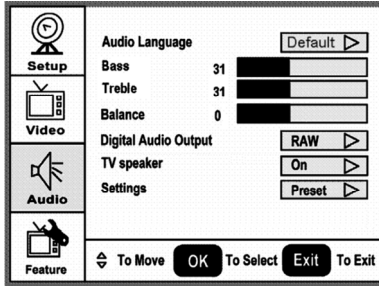 Setup
Video
Audio
Feature
Audio Language Default
Bass 31
Treble 31
Balance 0
Digital Audio Output RAW
TV speaker On
Settings Preset
To Move OK To Select Exit To Exit